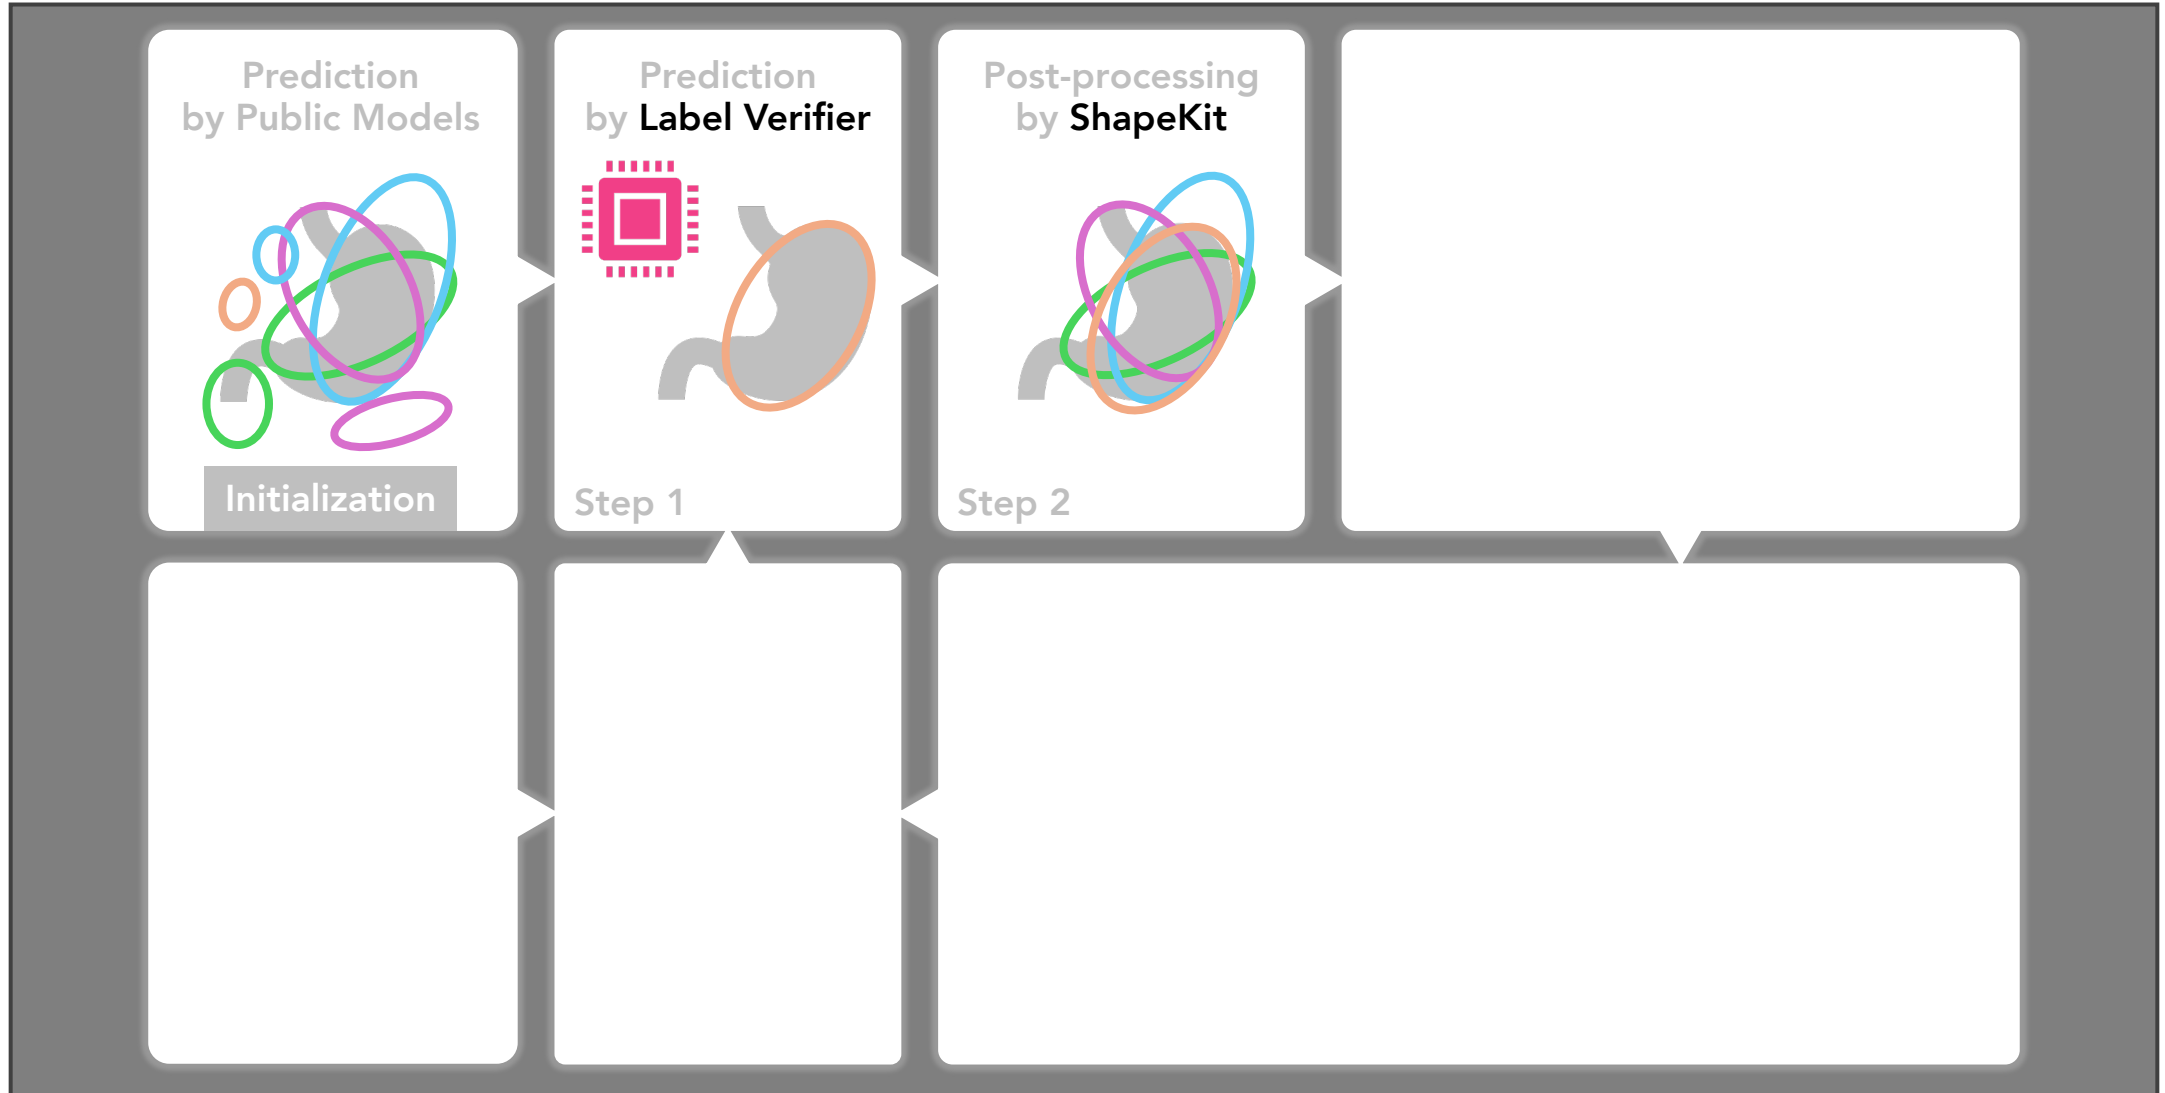 Prediction
by Public Models
Initialization
Prediction
by Label Verifier
Step 1
Post-processing
by ShapeKit
Step 2